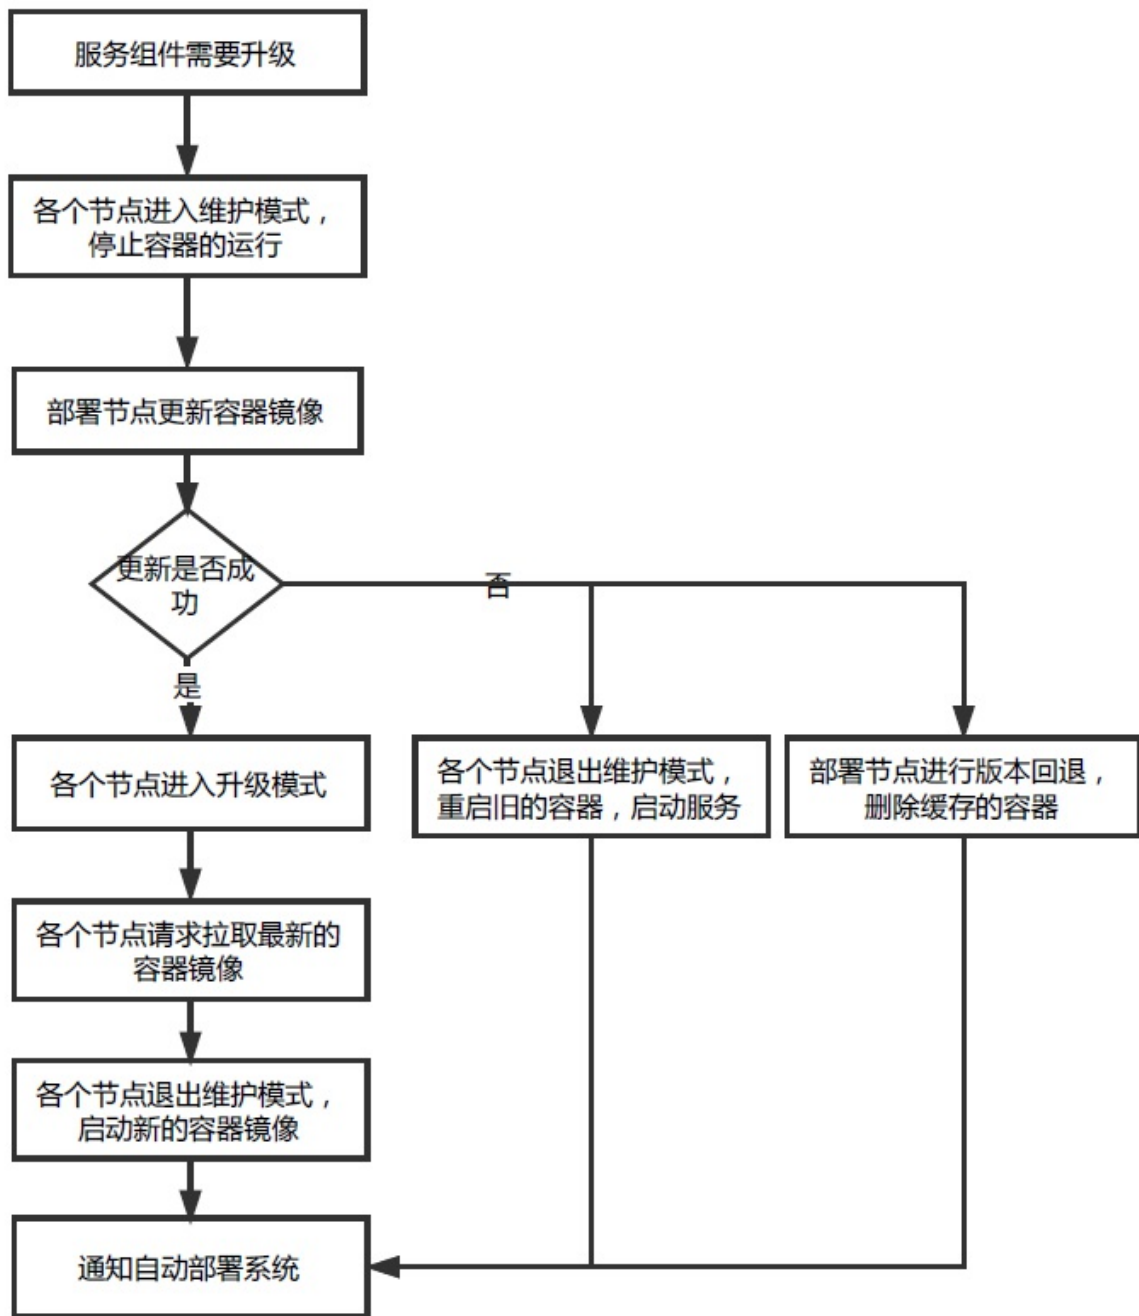 服务组件需要升级
各个节点进入维护模式，
停止容器的运行
部署节点更新容器镜像
更新是否成
功
否
是
各个节点进入升级模式
各个节点退出维护模式，
重启旧的容器，启动服务
部署节点进行版本回退，
删除缓存的容器
各个节点请求拉取最新的
容器镜像
各个节点退出维护模式，
启动新的容器镜像
通知自动部署系统